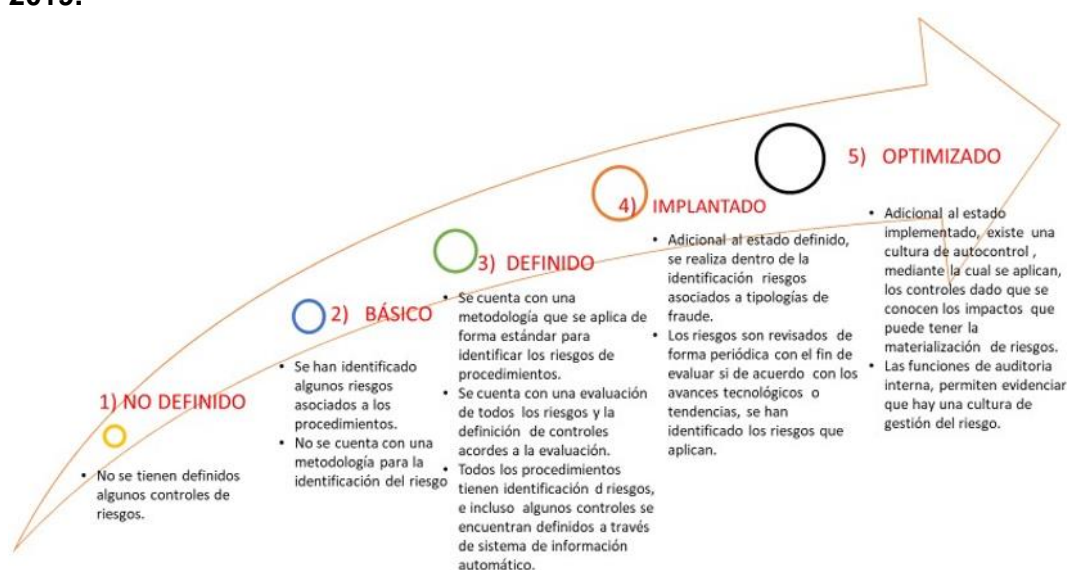 1) NO DEFINIDO
• No se tienen definidos
algunos controles de
riesgos.
2) BÁSICO
• Se han identificado
algunos riesgos
asociados a los
procedimientos.
• No se cuenta con una
metodología para la
identificación del riesgo
3) DEFINIDO
• Se cuenta con una
metodología que se aplica de
forma estándar para
identificar los riesgos de
procedimientos.
• Se cuenta con una evaluación
de todos los riesgos y la
definición de controles
acordes a la evaluación.
• Todos los procedimientos
tienen identificación d riesgos,
e incluso algunos controles se
encuentran definidos a través
de sistema de información
automático.
4) IMPLANTADO
• Adicional al estado definido,
se realiza dentro de la
identificación riesgos
asociados a tipologías de
fraude.
• Los riesgos son revisados de
forma periódica con el fin de
evaluar si de acuerdo con los
avances tecnológicos o
tendencias, se han
identificado los riesgos que
aplican.
5) OPTIMIZADO
• Adicional al estado
implementado, existe una
cultura de autocontrol ,
mediante la cual se aplican,
los controles dado que se
conocen los impactos que
puede tener la
materialización de riesgos.
• Las funciones de auditoria
interna, permiten evidenciar
que hay una cultura de
gestión del riesgo.